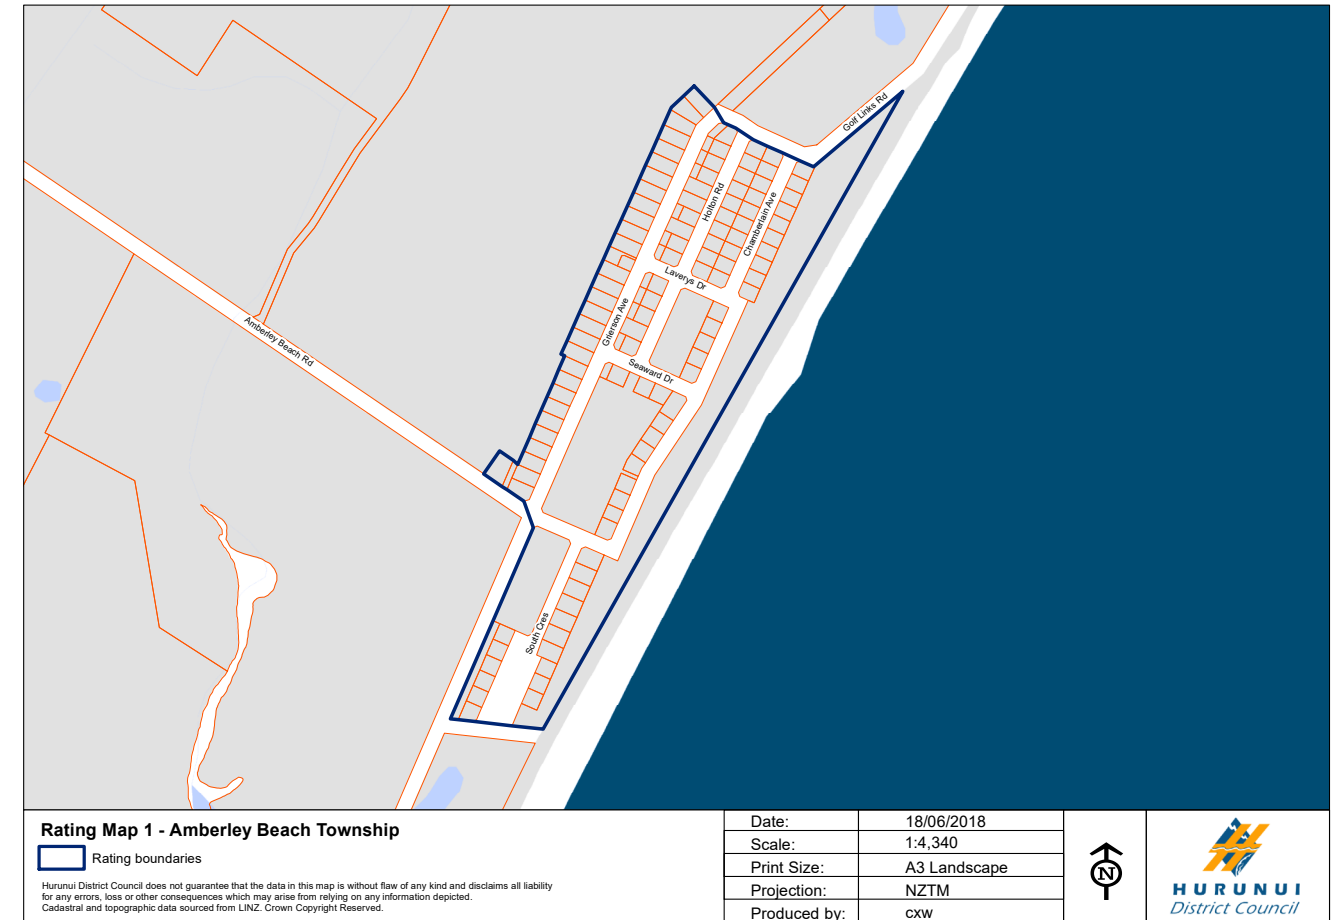 Golf Links Rd
Holton Rd
Chamberlain Ave
Laverys Dr
Grierson Ave
Amberley Beach Rd
Seaward Dr
South Cres
Rating Map 1 - Amberley Beach Township
Rating boundaries
Hurunui District Council does not guarantee that the data in this map is without flaw of any kind and disclaims all liability
for any errors, loss or other consequences which may arise from relying on any information depicted.
Cadastral and topographic data sourced from LINZ. Crown Copyright Reserved.
Date: 18/06/2018
Scale: 1:4,340
Print Size: A3 Landscape
Projection: NZTM
Produced by: cxw
N
HURUNUI
District Council